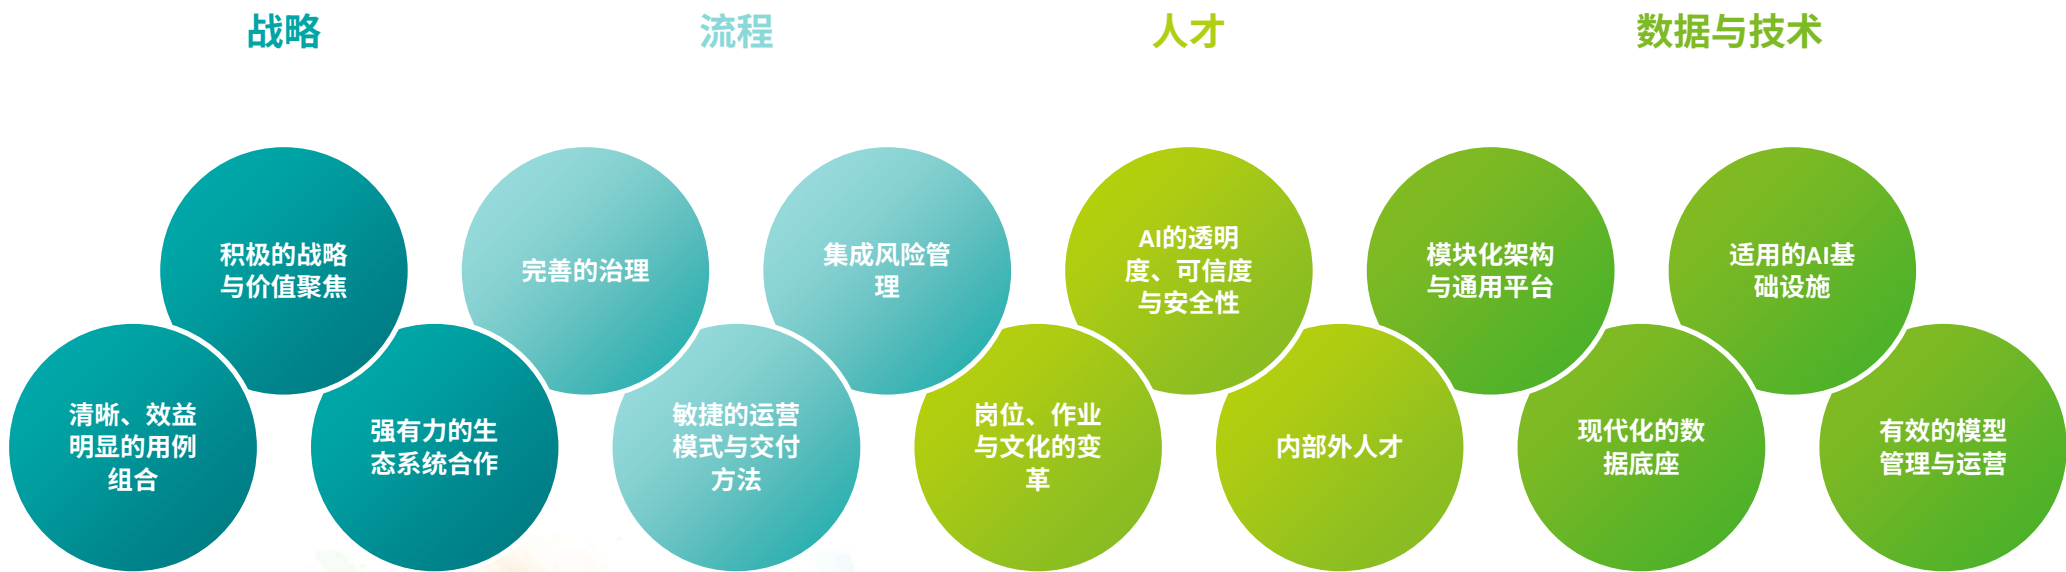 战略
流程
人才
数据与技术
积极的战略
与价值聚焦
完善的治理
集成风险管
理
AI的透明
度、可信度
与安全性
模块化架构
与通用平台
适用的AI基
础设施
清晰、效益
明显的用例
组合
强有力的生
态系统合作
敏捷的运营
模式与交付
方法
岗位、作业
与文化的变
革
内部外人才
现代化的数
据底座
有效的模型
管理与运营